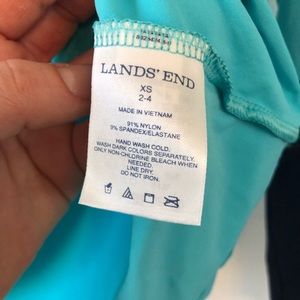 LANDS' END
XS
2-4
MADE IN VIETNAM
91% NYLON
9% SPANDEX/ELASTANE
HAND WASH COLD.
WASH DARK COLORS SEPARATELY.
ONLY NON-CHLORINE BLEACH WHEN
NEEDED.
LINE DRY
DO NOT IRON.